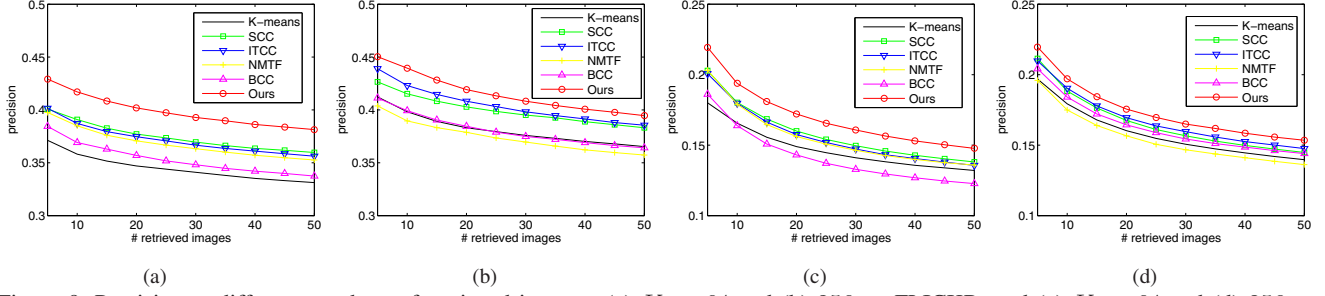 0.5
0.45
0.4
0.35
0.3
precision
10 20 30 40 50
# retrieved images
K−means
SCC
ITCC
NMTF
BCC
Ours
(a)
0.5
0.45
0.4
0.35
0.3
precision
10 20 30 40 50
# retrieved images
K−means
SCC
ITCC
NMTF
BCC
Ours
(b)
0.25
0.2
0.15
0.1
precision
10 20 30 40 50
# retrieved images
K−means
SCC
ITCC
NMTF
BCC
Ours
(c)
0.25
0.2
0.15
0.1
precision
10 20 30 40 50
# retrieved images
K−means
SCC
ITCC
NMTF
BCC
Ours
(d)